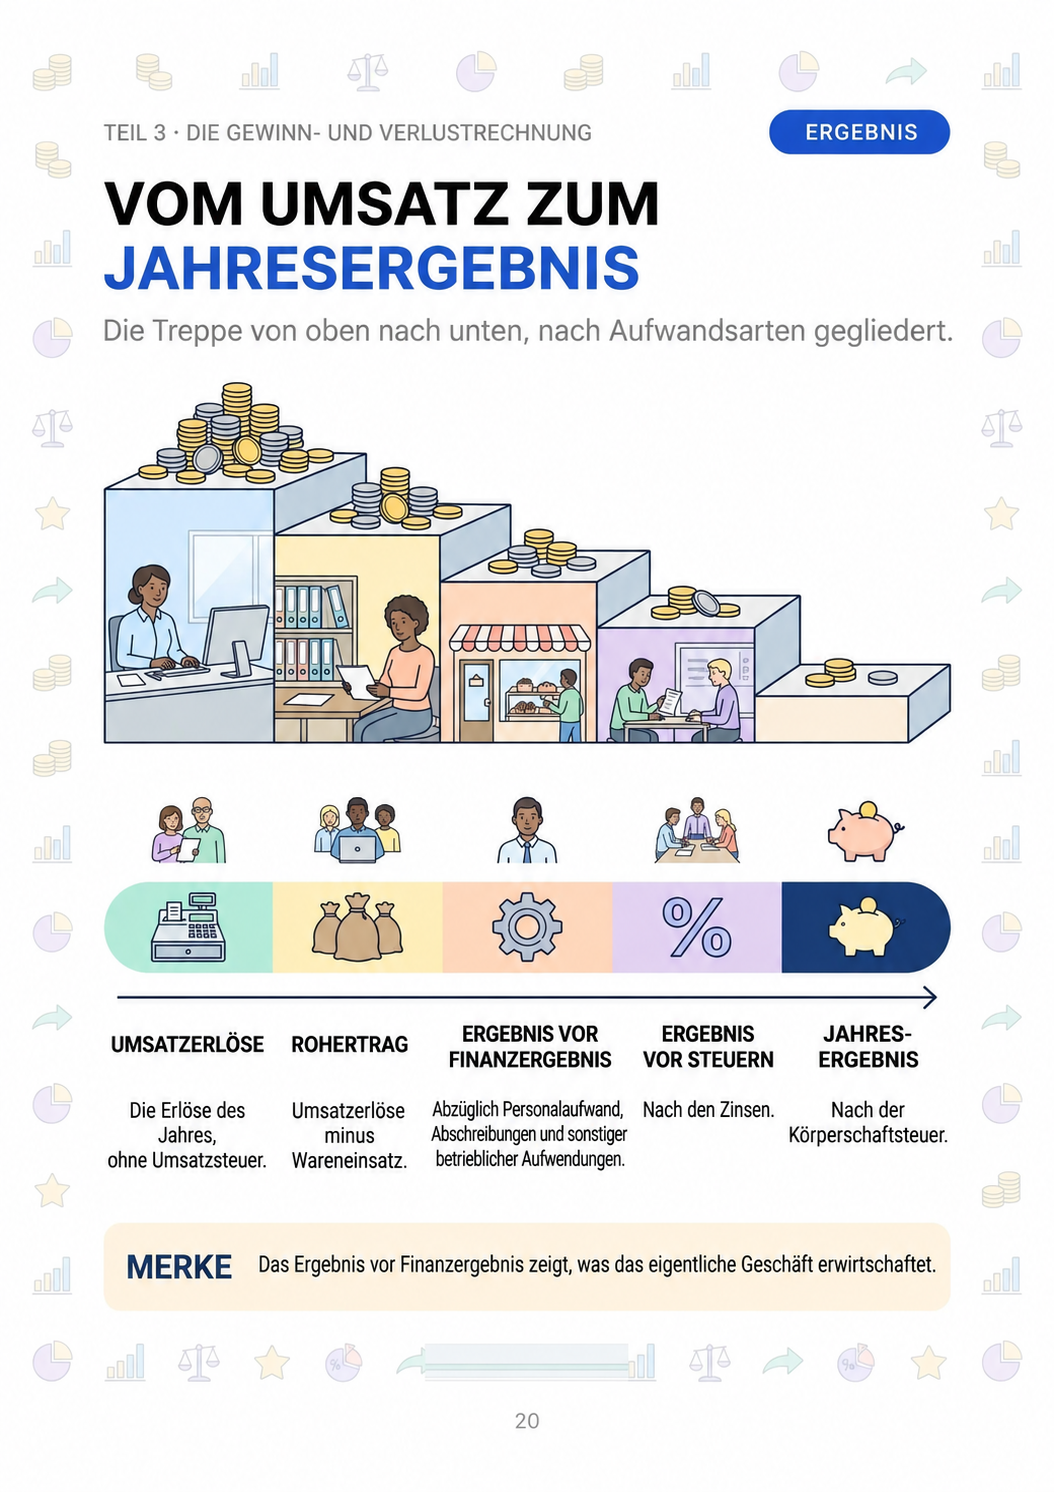 TEIL 3 · DIE GEWINN- UND VERLUSTRECHNUNG
ERGEBNIS
VOM UMSATZ ZUM
JAHRESERGEBNIS
Die Treppe von oben nach unten, nach Aufwandsarten gegliedert.
%
UMSATZERLÖSE
Die Erlöse des
Jahres,
ohne Umsatzsteuer.
ROHERTRAG
Umsatzerlöse
minus
Wareneinsatz.
ERGEBNIS VOR
FINANZERGEBNIS
Abzüglich Personalaufwand,
Abschreibungen und sonstiger
betrieblicher Aufwendungen.
ERGEBNIS
VOR STEUERN
Nach den Zinsen.
JAHRES-
ERGEBNIS
Nach der
Körperschaftsteuer.
MERKE
Das Ergebnis vor Finanzergebnis zeigt, was das eigentliche Geschäft erwirtschaftet.
%
%
20